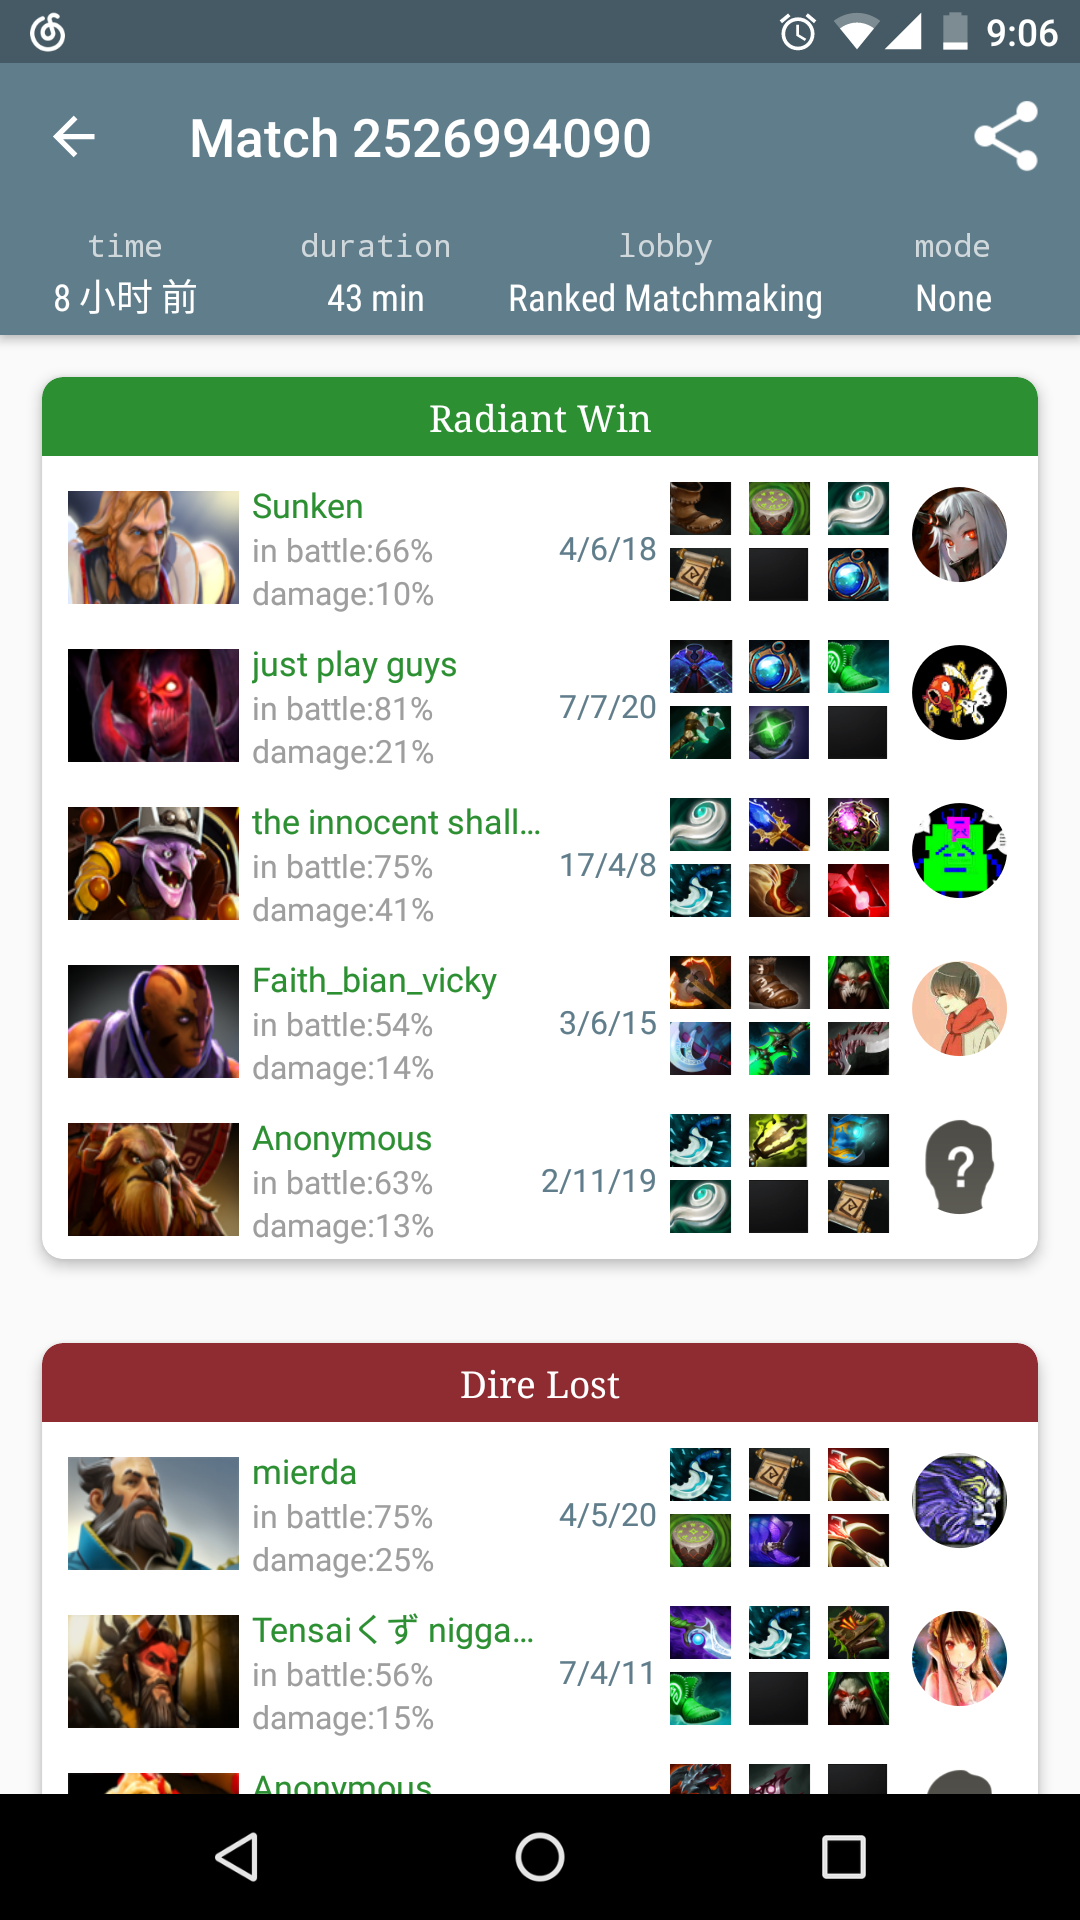 9:06
Match 2526994090
time duration lobby mode
8 小时 前 43 min Ranked Matchmaking None
Radiant Win
Sunken
in battle:66%
4/6/18
damage:10%
just play guys
in battle:81%
7/7/20
damage:21%
the innocent shall...
in battle:75%
17/4/8
damage:41%
Faith_bian_vicky
in battle:54%
3/6/15
damage:14%
Anonymous
in battle:63%
2/11/19
damage:13%
?
Dire Lost
mierda
in battle:75%
4/5/20
damage:25%
Tensaiくず nigga...
in battle:56%
7/4/11
damage:15%
Anonymous